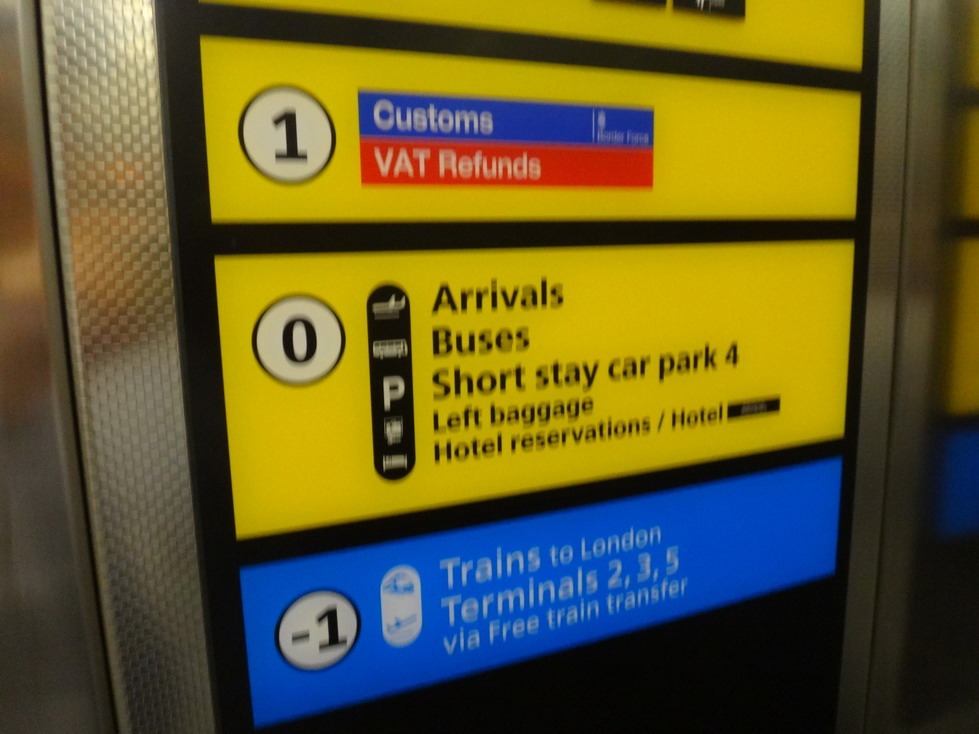 1
Customs
Border Force
VAT Refunds
0
Arrivals
Buses
P
Short stay car park 4
Left baggage
Hotel reservations / Hotel
-1
Trains to London
Terminals 2, 3, 5
via Free train transfer